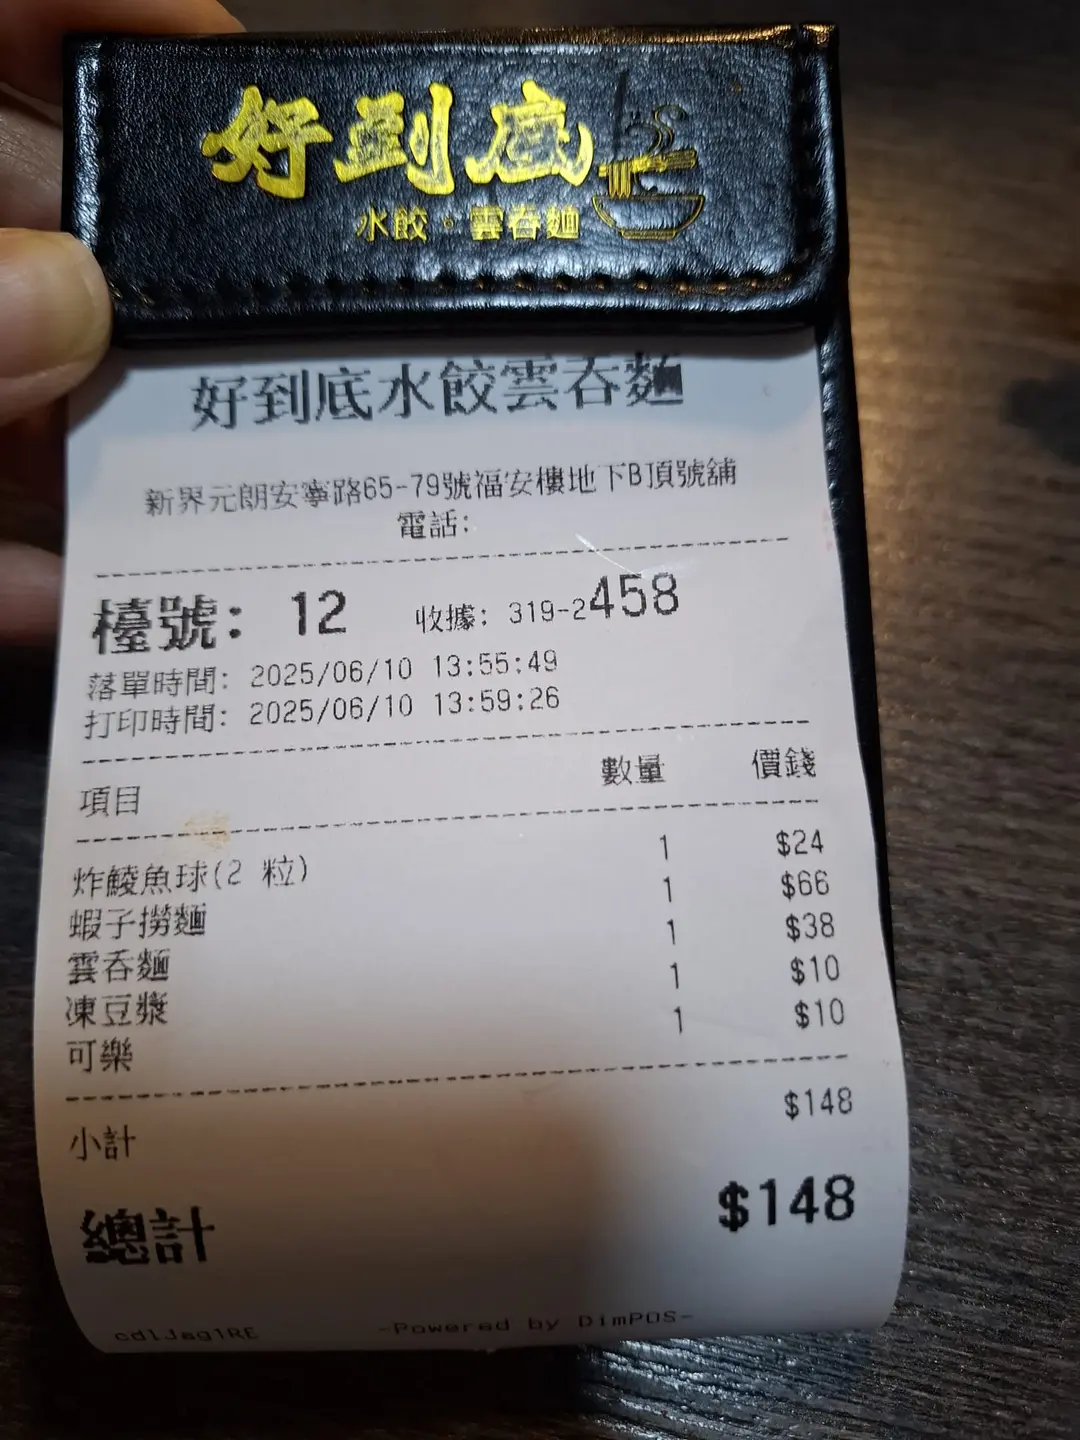 好到底
水餃。雲吞麵
好到底水餃雲吞麵
新界元朗安寧路65-79號福安樓地下B頂號舖
電話:
檯號: 12 收據: 319-2458
落單時間: 2025/06/10 13:55:49
打印時間: 2025/06/10 13:59:26
項目 數量 價錢
炸鯪魚球(2 粒) 1 $24
蝦子撈麵 1 $66
雲吞麵 1 $38
凍豆漿 1 $10
可樂 1 $10
小計 $148
總計 $148
cdlJag1RE -Powered by DimPOS-